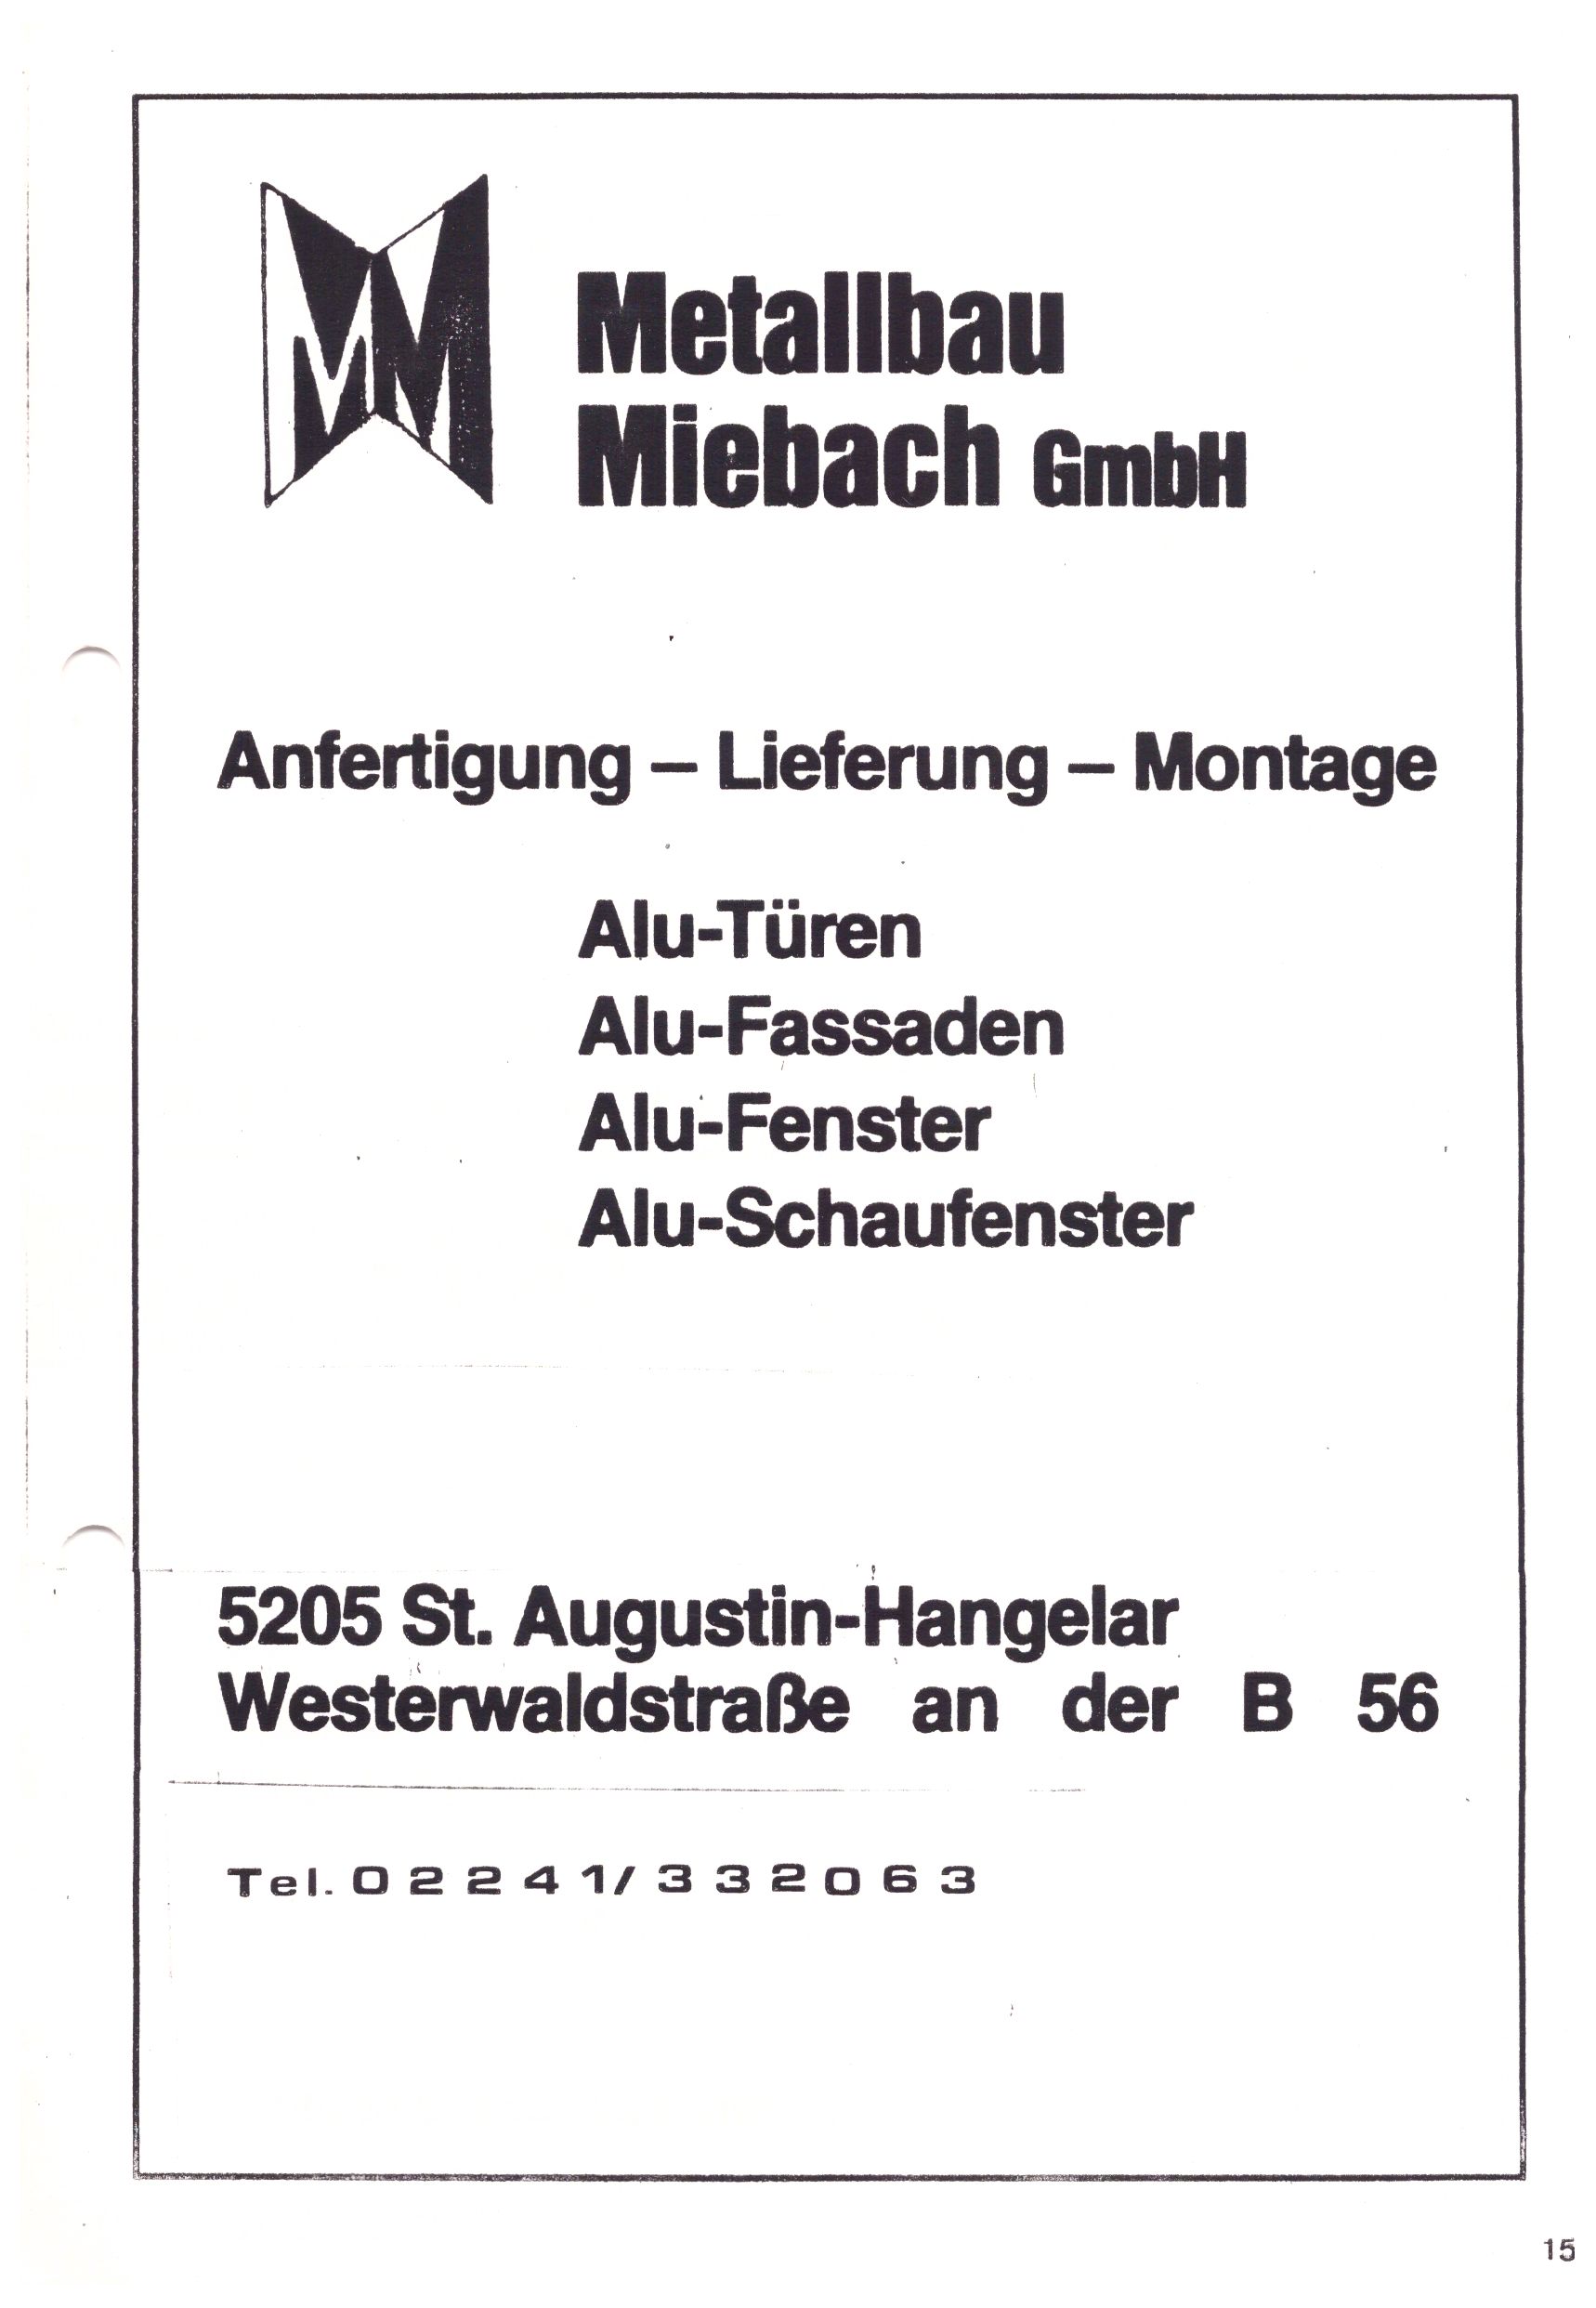 Metallbau
Miebach GmbH
Anfertigung – Lieferung – Montage
Alu-Türen
Alu-Fassaden
Alu-Fenster
Alu-Schaufenster
5205 St. Augustin-Hangelar
Westerwaldstraße an der B 56
Tel. 02241/332063
15